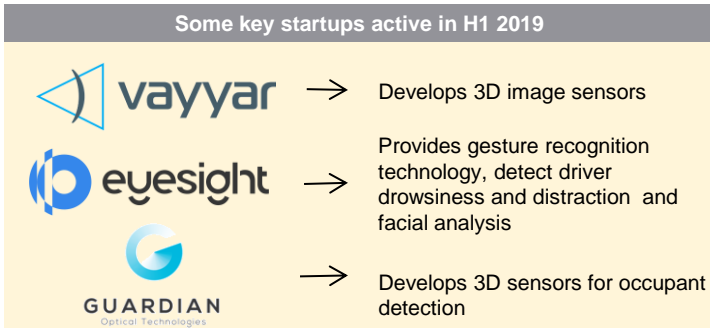 Some key startups active in H1 2019
vayyar
Develops 3D image sensors
eyesight
Provides gesture recognition
technology, detect driver
drowsiness and distraction and
facial analysis
G
GUARDIAN
Optical Technologies
Develops 3D sensors for occupant
detection